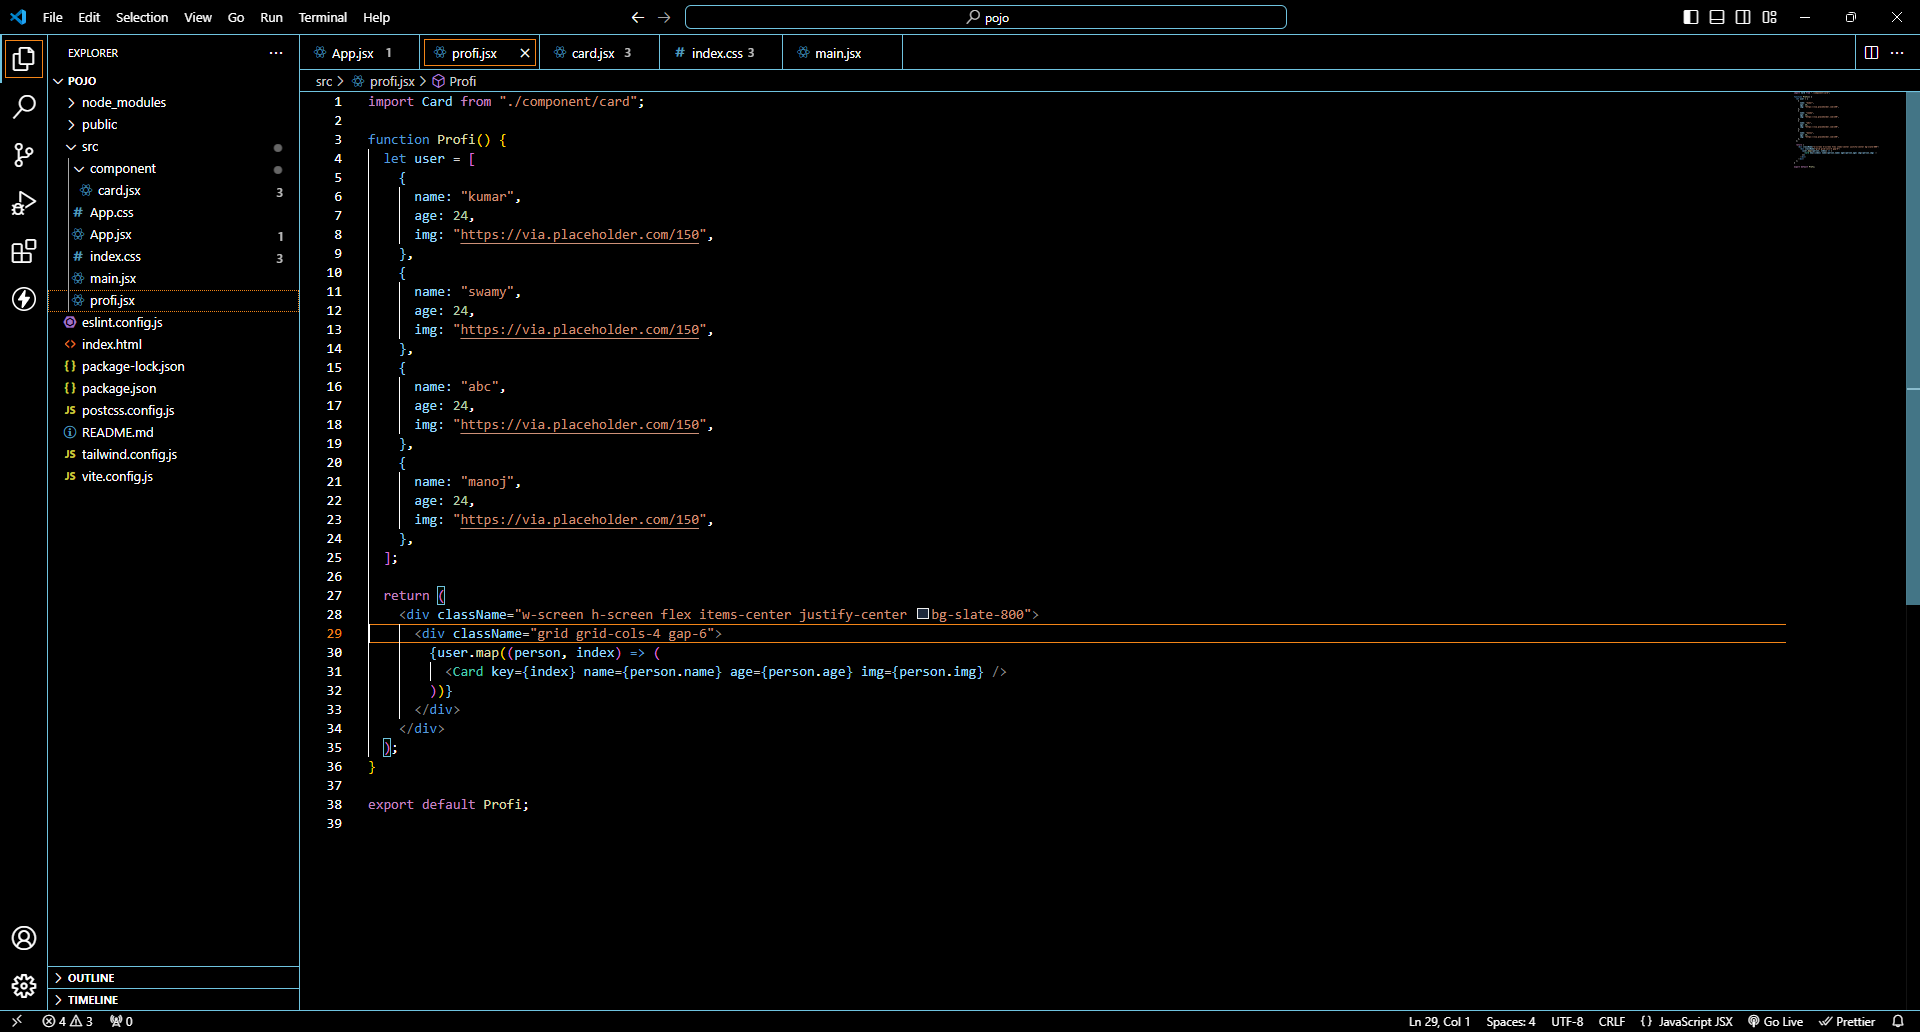 File Edit Selection View Go Run Terminal Help
pojo
EXPLORER
POJO
node_modules
public
src
component
card.jsx 3
App.css
App.jsx 1
index.css 3
main.jsx
profi.jsx
eslint.config.js
index.html
package-lock.json
package.json
postcss.config.js
README.md
tailwind.config.js
vite.config.js
OUTLINE
TIMELINE
App.jsx 1 profi.jsx card.jsx 3 index.css 3 main.jsx
src > profi.jsx > Profi
1 import Card from "./component/card";
2
3 function Profi() {
4 let user = [
5 {
6 name: "kumar",
7 age: 24,
8 img: "https://via.placeholder.com/150",
9 },
10 {
11 name: "swamy",
12 age: 24,
13 img: "https://via.placeholder.com/150",
14 },
15 {
16 name: "abc",
17 age: 24,
18 img: "https://via.placeholder.com/150",
19 },
20 {
21 name: "manoj",
22 age: 24,
23 img: "https://via.placeholder.com/150",
24 },
25 ];
26
27 return (
28 <div className="w-screen h-screen flex items-center justify-center bg-slate-800">
29 <div className="grid grid-cols-4 gap-6">
30 {user.map((person, index) => (
31 <Card key={index} name={person.name} age={person.age} img={person.img} />
32 ))}
33 </div>
34 </div>
35 );
36 }
37
38 export default Profi;
39
4 3 0 Ln 29, Col 1 Spaces: 4 UTF-8 CRLF {} JavaScript JSX Go Live Prettier